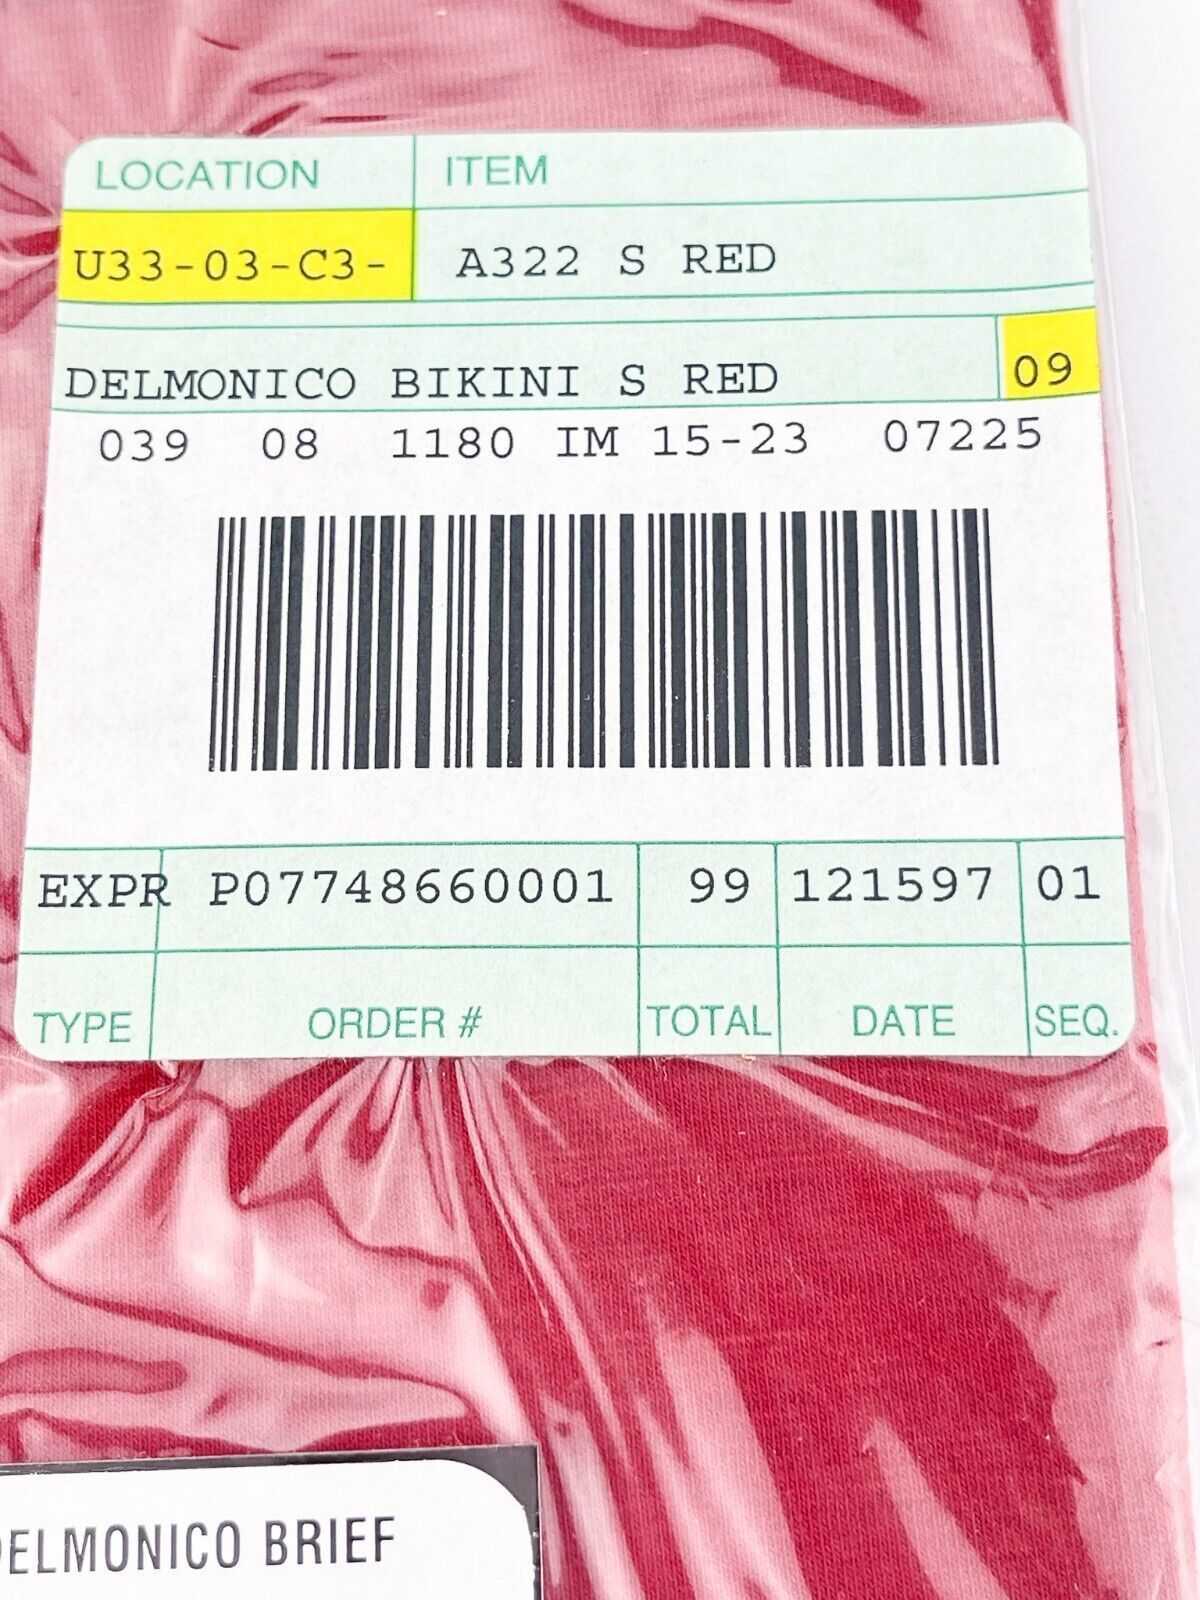 LOCATION ITEM
U33-03-C3- A322 S RED
DELMONICO BIKINI S RED 09
039 08 1180 IM 15-23 07225
EXPR P07748660001 99 121597 01
TYPE ORDER # TOTAL DATE SEQ.
DELMONICO BRIEF